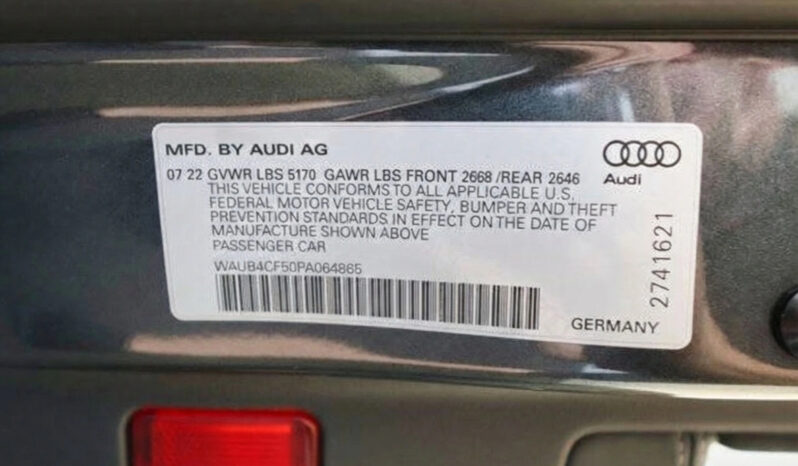 MFD. BY AUDI AG
Audi
07 22 GVWR LBS 5170 GAWR LBS FRONT 2668 /REAR 2646
THIS VEHICLE CONFORMS TO ALL APPLICABLE U.S.
FEDERAL MOTOR VEHICLE SAFETY, BUMPER AND THEFT
PREVENTION STANDARDS IN EFFECT ON THE DATE OF
MANUFACTURE SHOWN ABOVE
PASSENGER CAR
WAUB4CF50PA064865
2741621
GERMANY